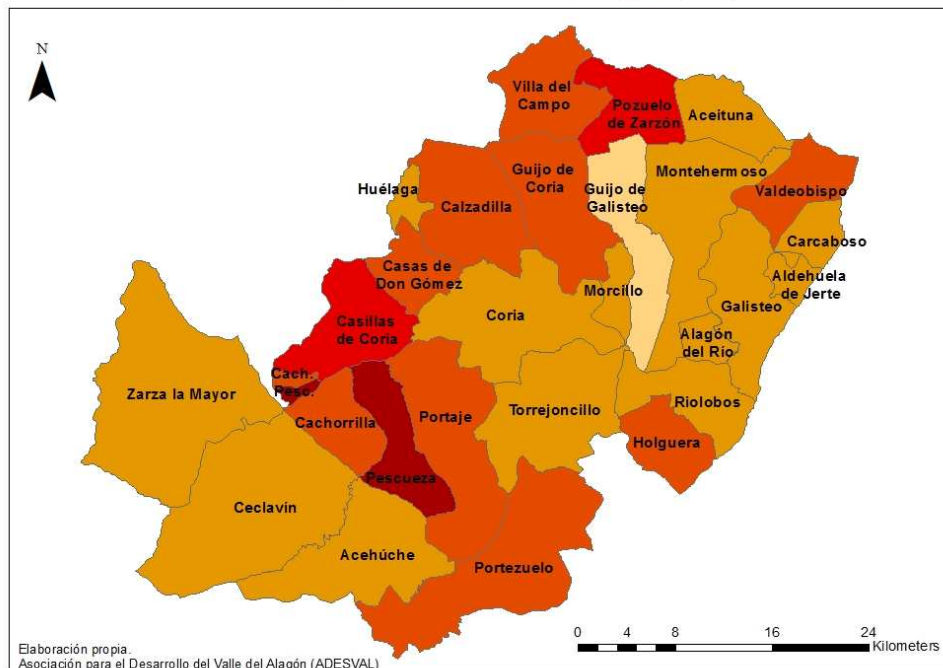 N
Villa del
Campo
Pozuelo
de Zarzón
Aceituna
Huélaga
Calzadilla
Guijo de
Coria
Guijo de
Galisteo
Montehermoso
Valdeobispo
Carcaboso
Casas de
Don Gómez
Morcillo
Aldehuela
de Jerte
Galisteo
Coria
Casillas
de Coria
Alagón
del Río
Cach.
Pesc.
Zarza la Mayor
Cachorrilla
Portaje
Torrejoncillo
Riolobos
Holguera
Pescueza
Ceclavín
Acehúche
Portezuelo
0 4 8 16 24
Kilometers
Elaboración propia.
Asociación para el Desarrollo del Valle del Alagón (ADESVAL)